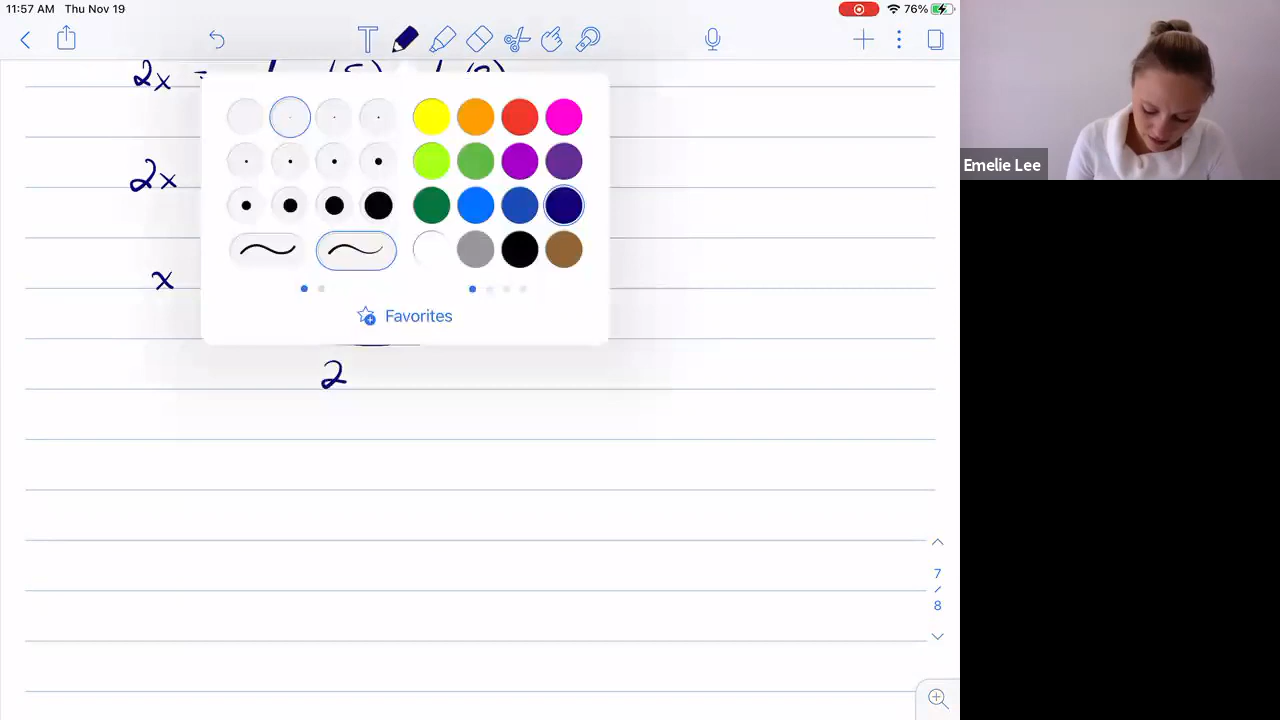 11:57 AM Thu Nov 19
76%
T
2x =
2x
x
Favorites
2
7
/
8
Emelie Lee